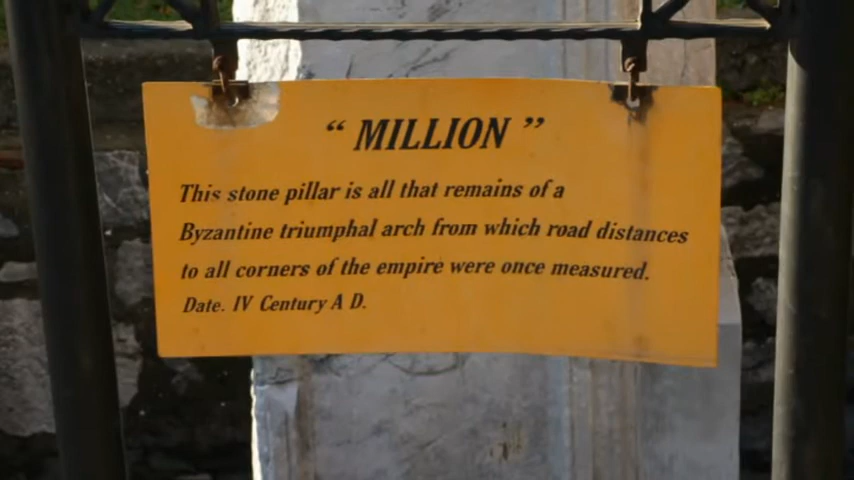 “ MILLION ”
This stone pillar is all that remains of a
Byzantine triumphal arch from which road distances
to all corners of the empire were once measured.
Date. IV Century A D.